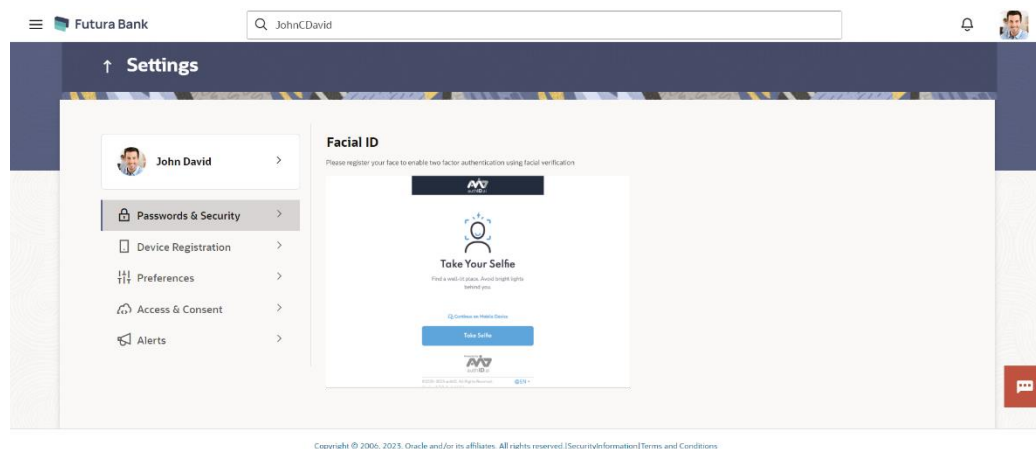 Futura Bank
JohnCDavid
↑ Settings
John David
Passwords & Security
Device Registration
Preferences
Access & Consent
Alerts
Facial ID
Please register your face to enable two factor authentication using facial verification
Take Your Selfie
Find a well-lit place. Avoid bright lights
behind you.
Continue on Mobile Device
Take Selfie
EN
Copyright © 2006, 2023, Oracle and/or its affiliates. All rights reserved.|SecurityInformation|Terms and Conditions